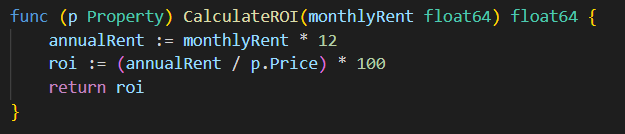 func (p Property) CalculateROI(monthlyRent float64) float64 {
    annualRent := monthlyRent * 12
    roi := (annualRent / p.Price) * 100
    return roi
}